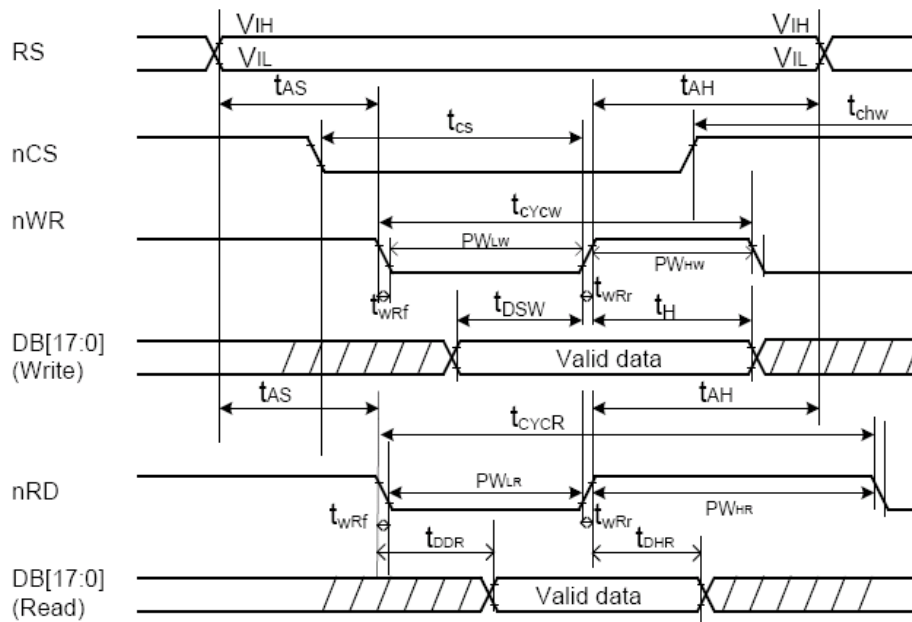 VIH VIH
RS
VIL VIL
tAS tAH
tchw
tcs
nCS
nWR
tcYcw
PWLW
PWHW
twRf tDSW twRr tH
DB[17:0]
(Write)
Valid data
tAS tAH
tCYCR
nRD
PWLR
PWHR
twRf twRr
tDDR tDHR
DB[17:0]
(Read)
Valid data